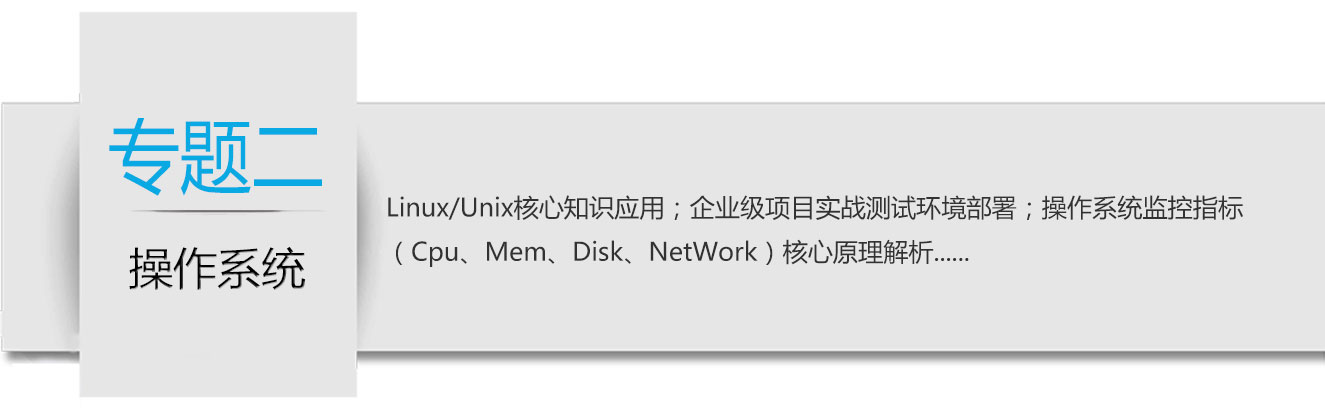 专题二
操作系统
Linux/Unix核心知识应用；企业级项目实战测试环境部署；操作系统监控指标
（Cpu、Mem、Disk、NetWork）核心原理解析......